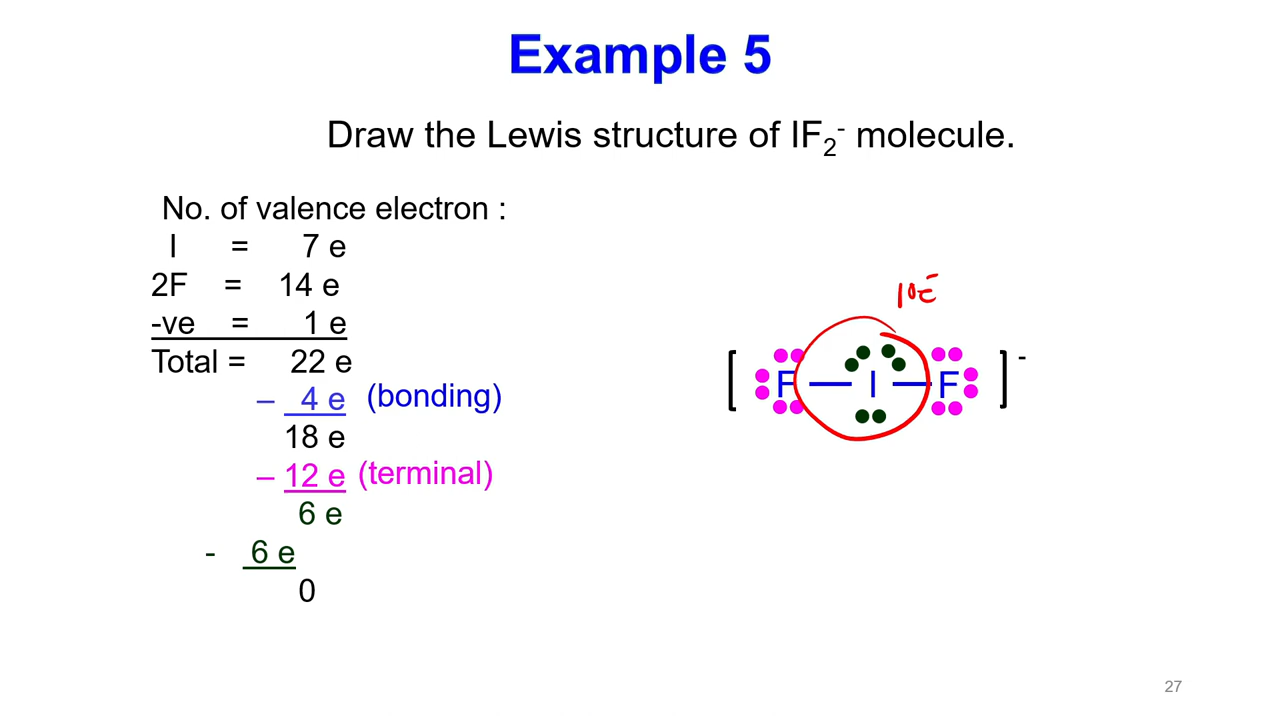 Example 5
Draw the Lewis structure of IF₂⁻ molecule.
No. of valence electron :
I = 7 e
2F = 14 e
-ve = 1 e
Total = 22 e
– 4 e (bonding)
18 e
– 12 e (terminal)
6 e
- 6 e
0
10e⁻
[ F — I — F ]⁻
27